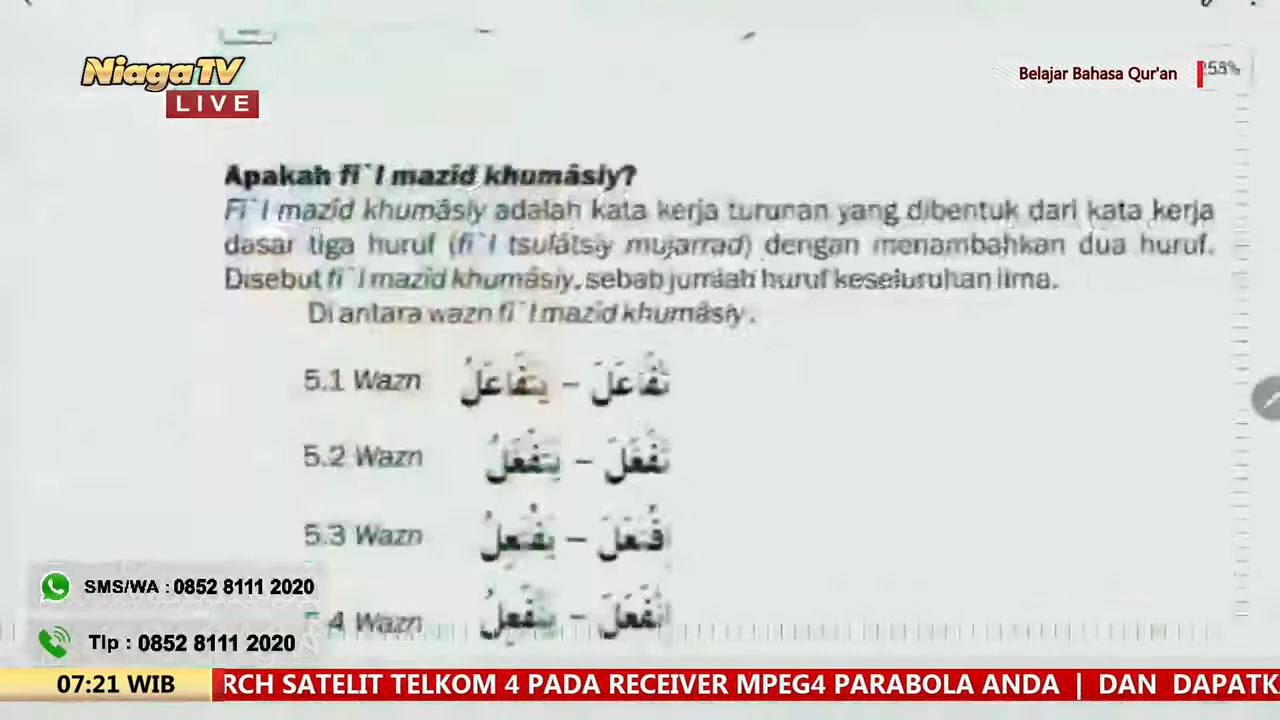 NiagaTV
LIVE
Belajar Bahasa Qur'an
Apakah fi`l mazîd khumâsiy?
Fi`l mazîd khumâsiy adalah kata kerja turunan yang dibentuk dari kata kerja
dasar tiga huruf (fi`l tsulâtsiy mujarrad) dengan menambahkan dua huruf.
Disebut fi`l mazîd khumâsiy, sebab jumlah huruf keseluruhan lima.
Di antara wazn fi`l mazîd khumâsiy.
5.1 Wazn تَفَاعَلَ – يَتَفَاعَلُ
5.2 Wazn تَفَعَّلَ – يَتَفَعَّلُ
5.3 Wazn اِفْتَعَلَ – يَفْتَعِلُ
4 Wazn اِنْفَعَلَ – يَنْفَعِلُ
SMS/WA : 0852 8111 2020
Tlp : 0852 8111 2020
07:21 WIB
RCH SATELIT TELKOM 4 PADA RECEIVER MPEG4 PARABOLA ANDA | DAN DAPATK